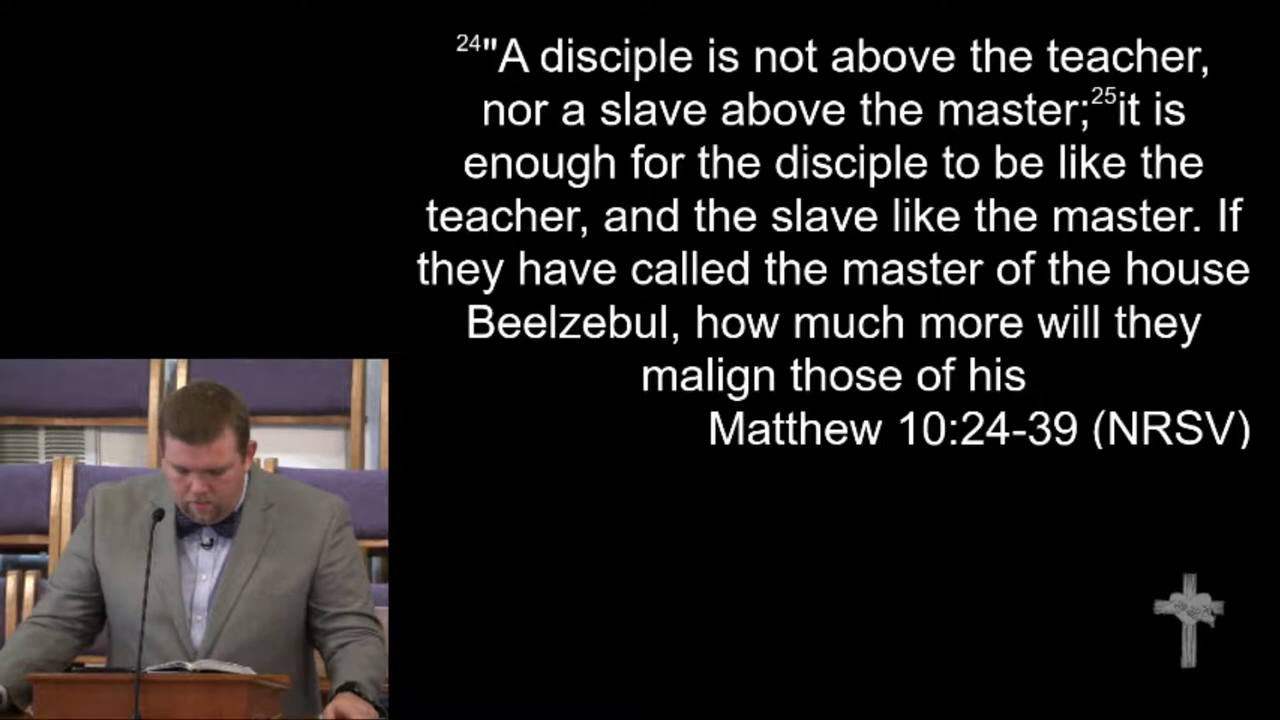 24"A disciple is not above the teacher,
nor a slave above the master;25it is
enough for the disciple to be like the
teacher, and the slave like the master. If
they have called the master of the house
Beelzebul, how much more will they
malign those of his
Matthew 10:24-39 (NRSV)